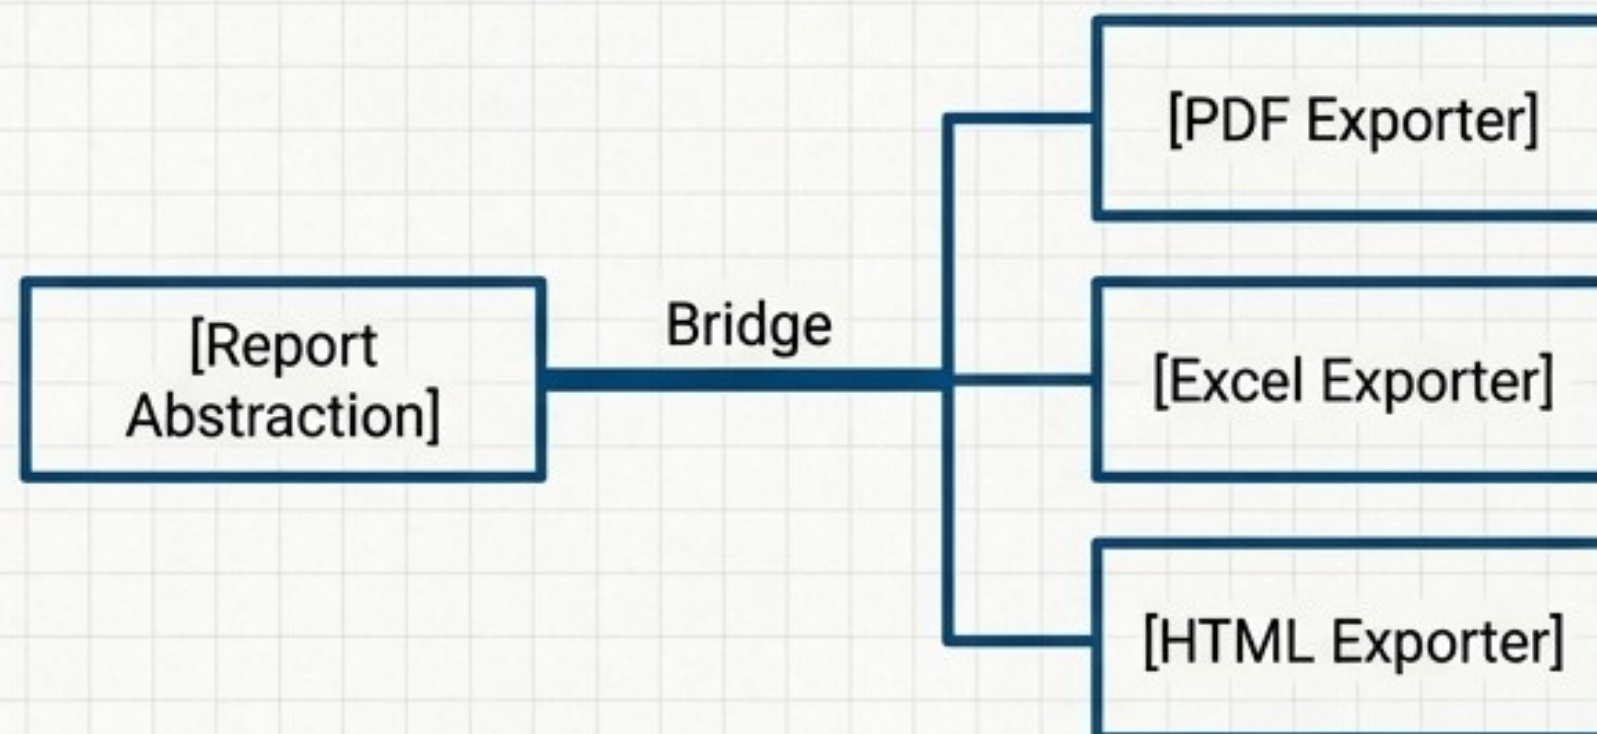 [PDF Exporter]
Bridge
[Report
Abstraction]
[Excel Exporter]
[HTML Exporter]